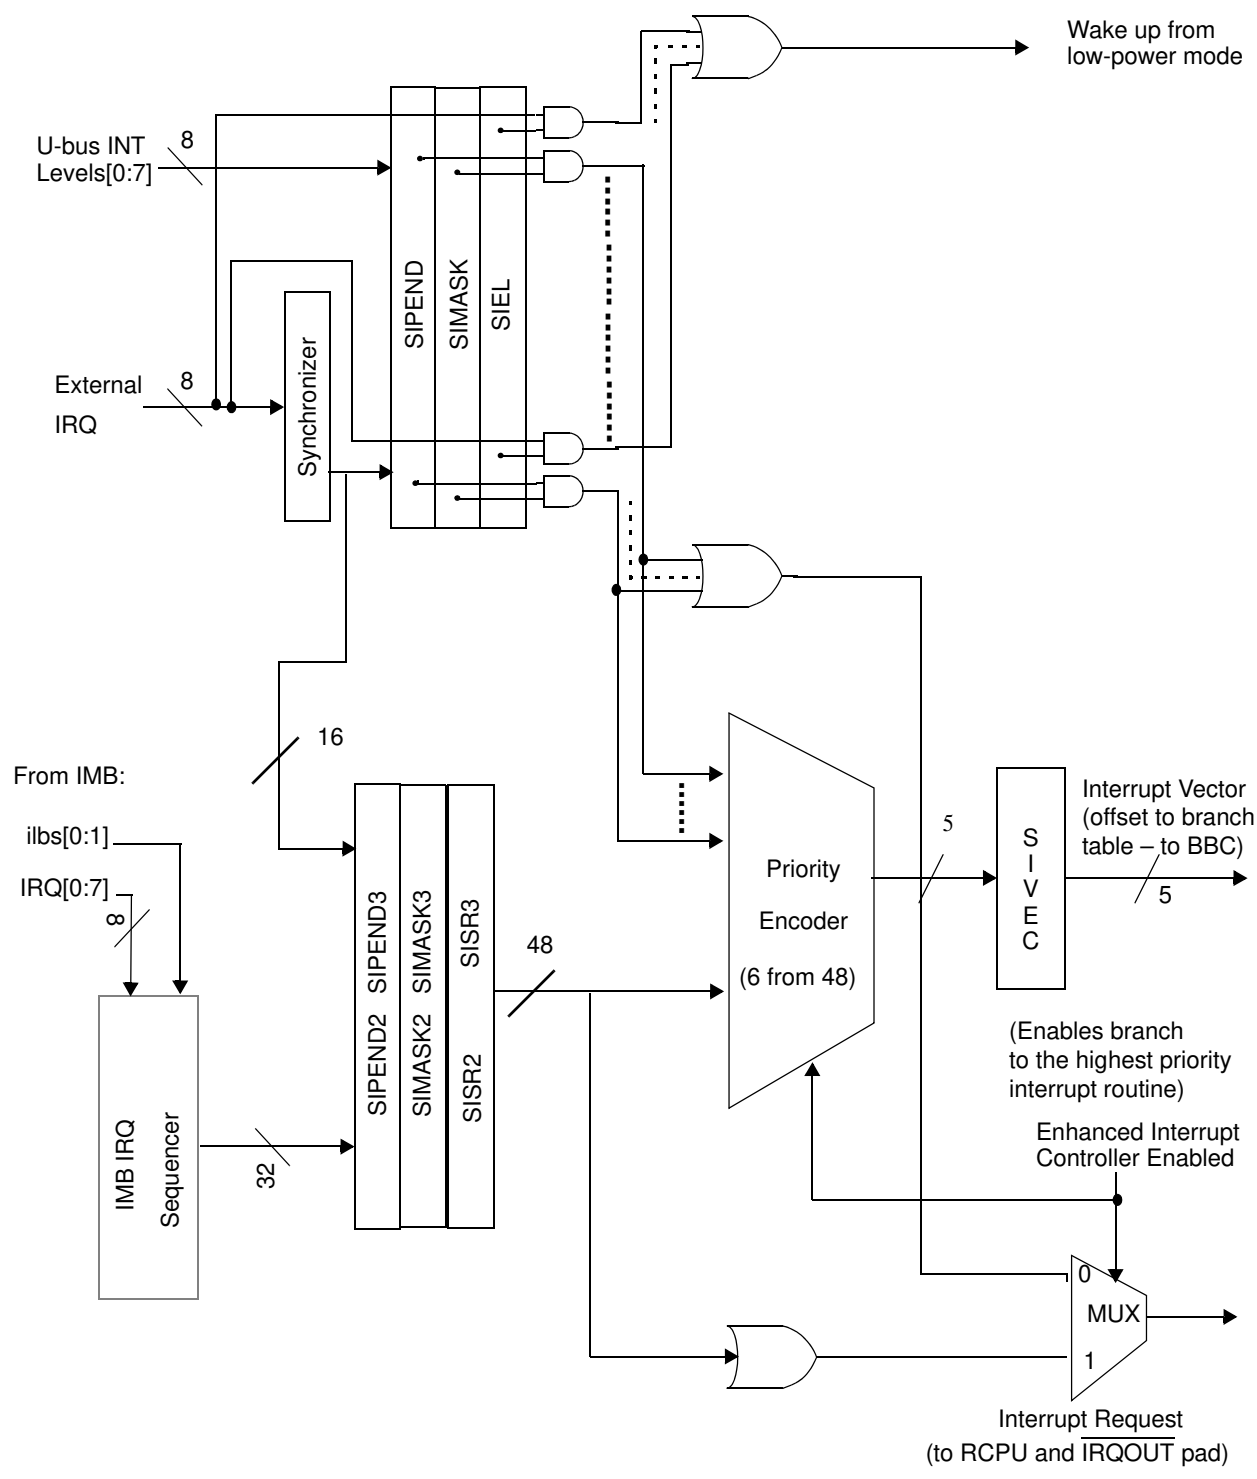 Wake up from
low-power mode
U-bus INT
Levels[0:7]
8
SIPEND
SIMASK
SIEL
Synchronizer
External
IRQ
8
16
From IMB:
ilbs[0:1]
IRQ[0:7]
8
IMB IRQ
Sequencer
32
SIPEND2 SIPEND3
SIMASK2 SIMASK3
SISR2 SISR3
48
Priority
Encoder
(6 from 48)
5
SIVEC
Interrupt Vector
(offset to branch
table – to BBC)
5
(Enables branch
to the highest priority
interrupt routine)
Enhanced Interrupt
Controller Enabled
0
MUX
1
Interrupt Request
(to RCPU and IRQOUT pad)